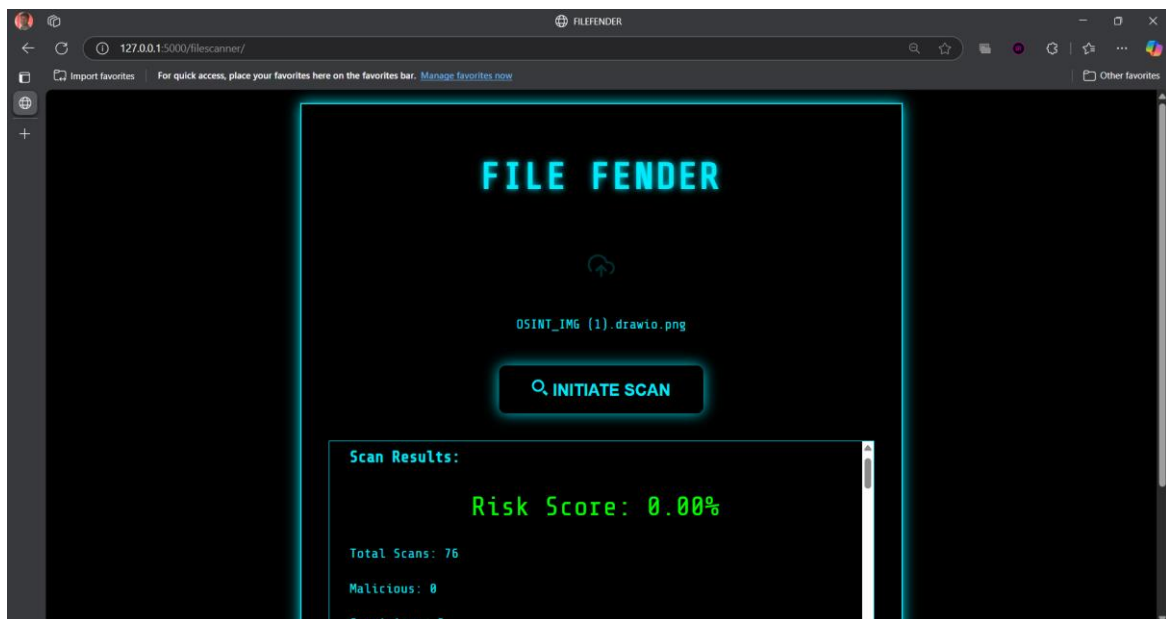 FILEFENDER
127.0.0.1:5000/filescanner/
Import favorites
For quick access, place your favorites here on the favorites bar. Manage favorites now
Other favorites
FILE FENDER
OSINT_IMG (1).drawio.png
INITIATE SCAN
Scan Results:
Risk Score: 0.00%
Total Scans: 76
Malicious: 0